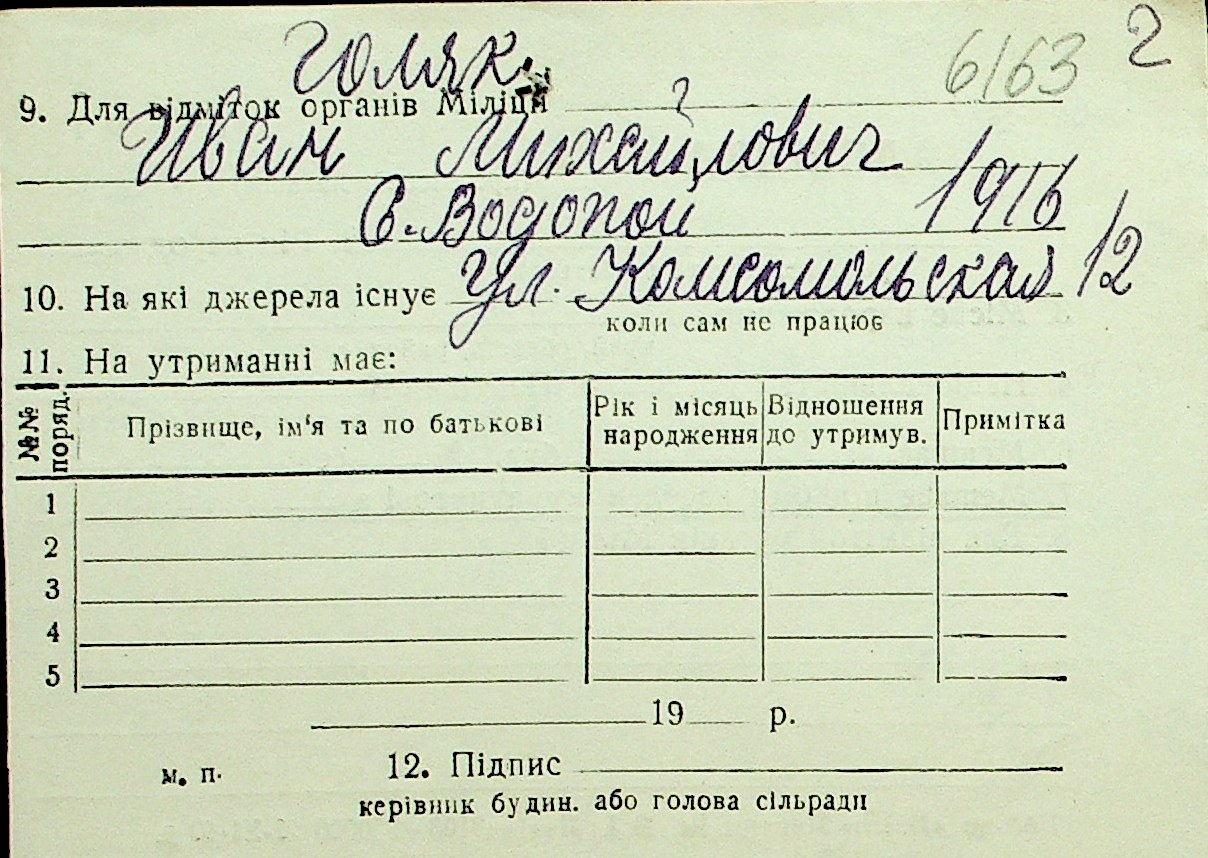 Голяк 6163 2
9. Для відміток органів Міліціи
Иван Михайлович
С. Водопой 1916
10. На які джерела існує Ул. Комсомольская 12
коли сам не працює
11. На утриманні має:
№№ поряд. Прізвище, ім'я та по батькові Рік і місяць народження Відношення до утримув. Примітка
1
2
3
4
5
19 р.
м. п. 12. Підпис
керівник будин. або голова сільради